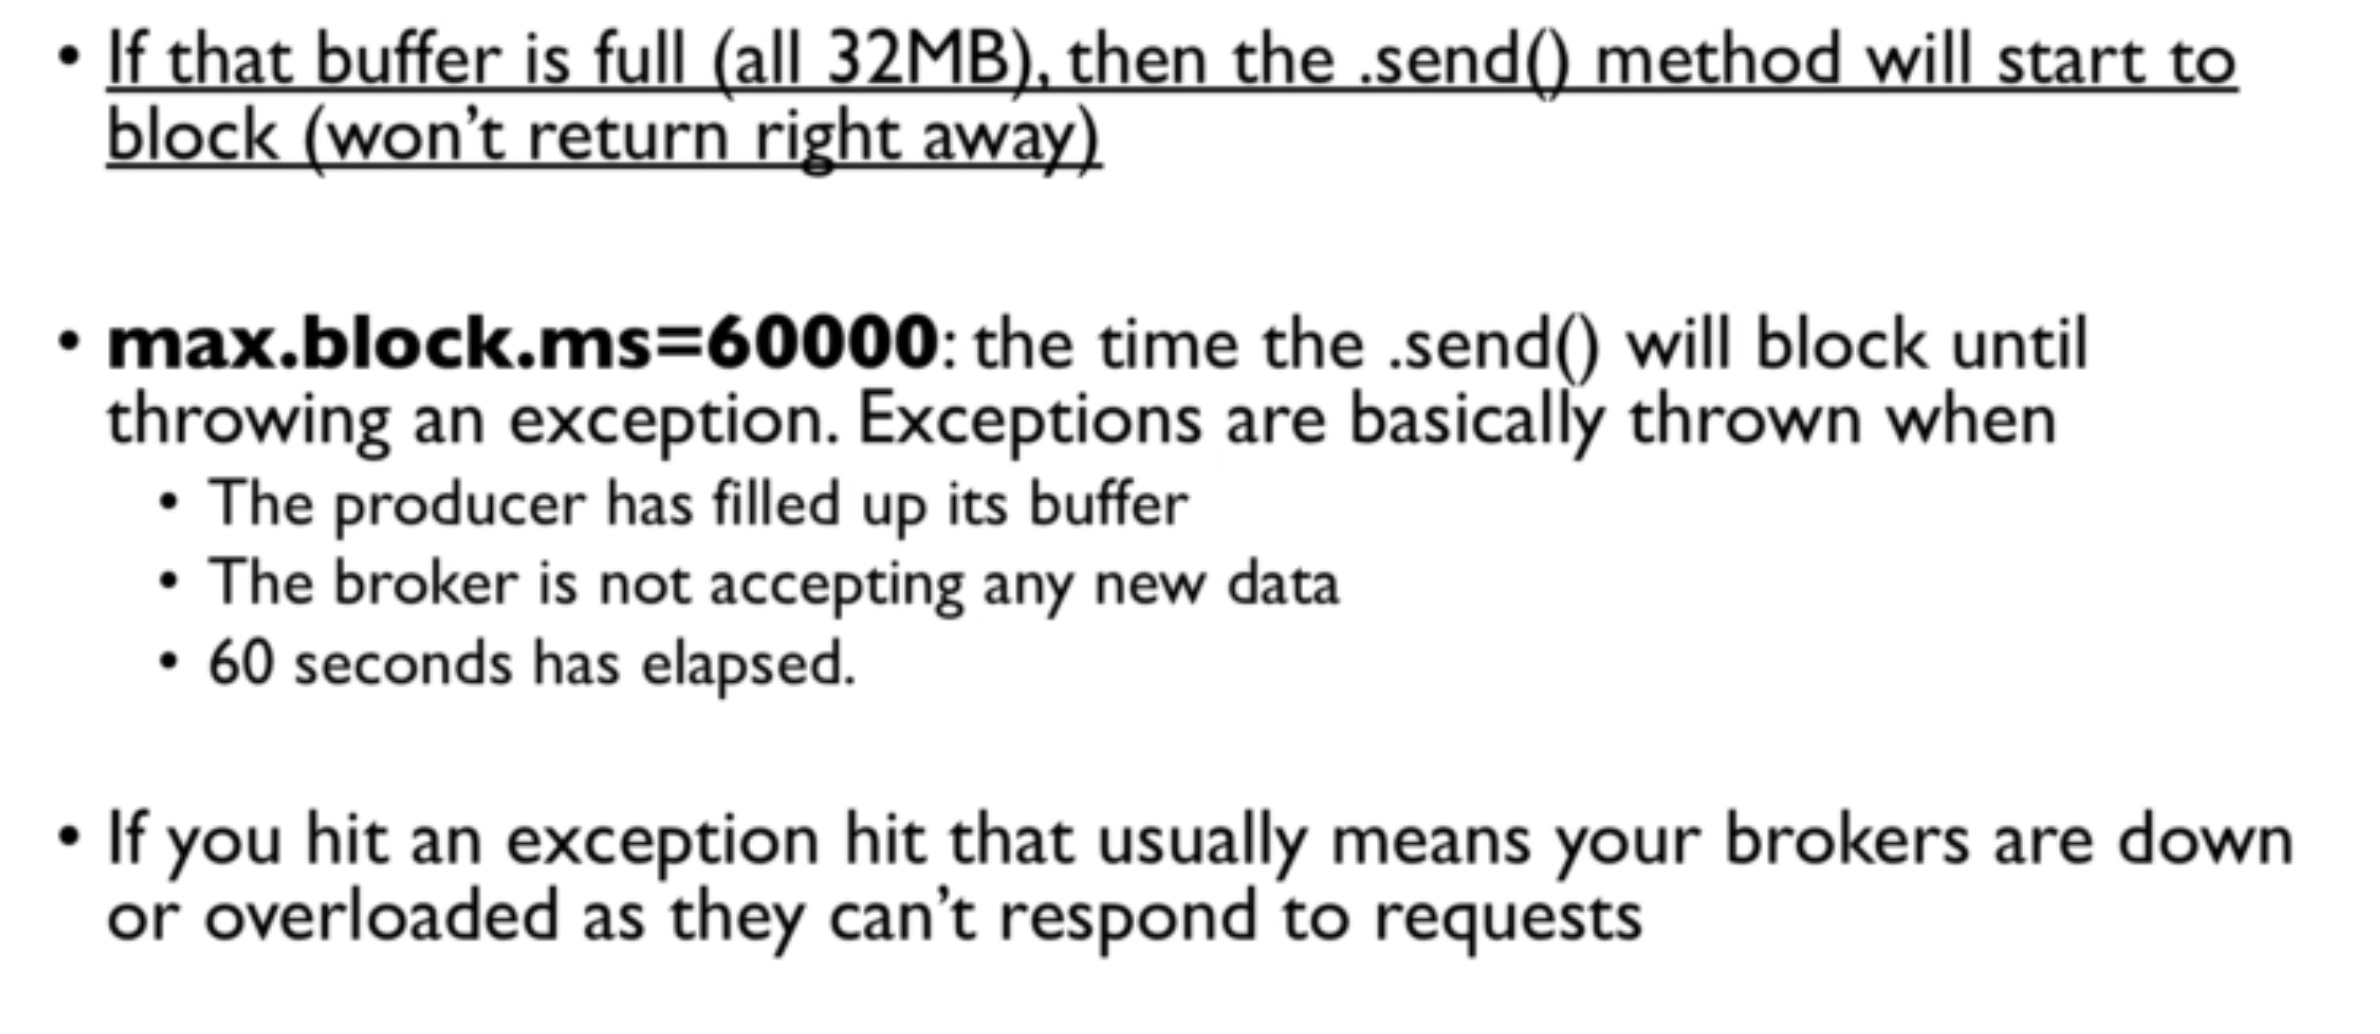 • If that buffer is full (all 32MB), then the .send() method will start to
block (won't return right away)
• max.block.ms=60000: the time the .send() will block until
throwing an exception. Exceptions are basically thrown when
• The producer has filled up its buffer
• The broker is not accepting any new data
• 60 seconds has elapsed.
• If you hit an exception hit that usually means your brokers are down
or overloaded as they can't respond to requests